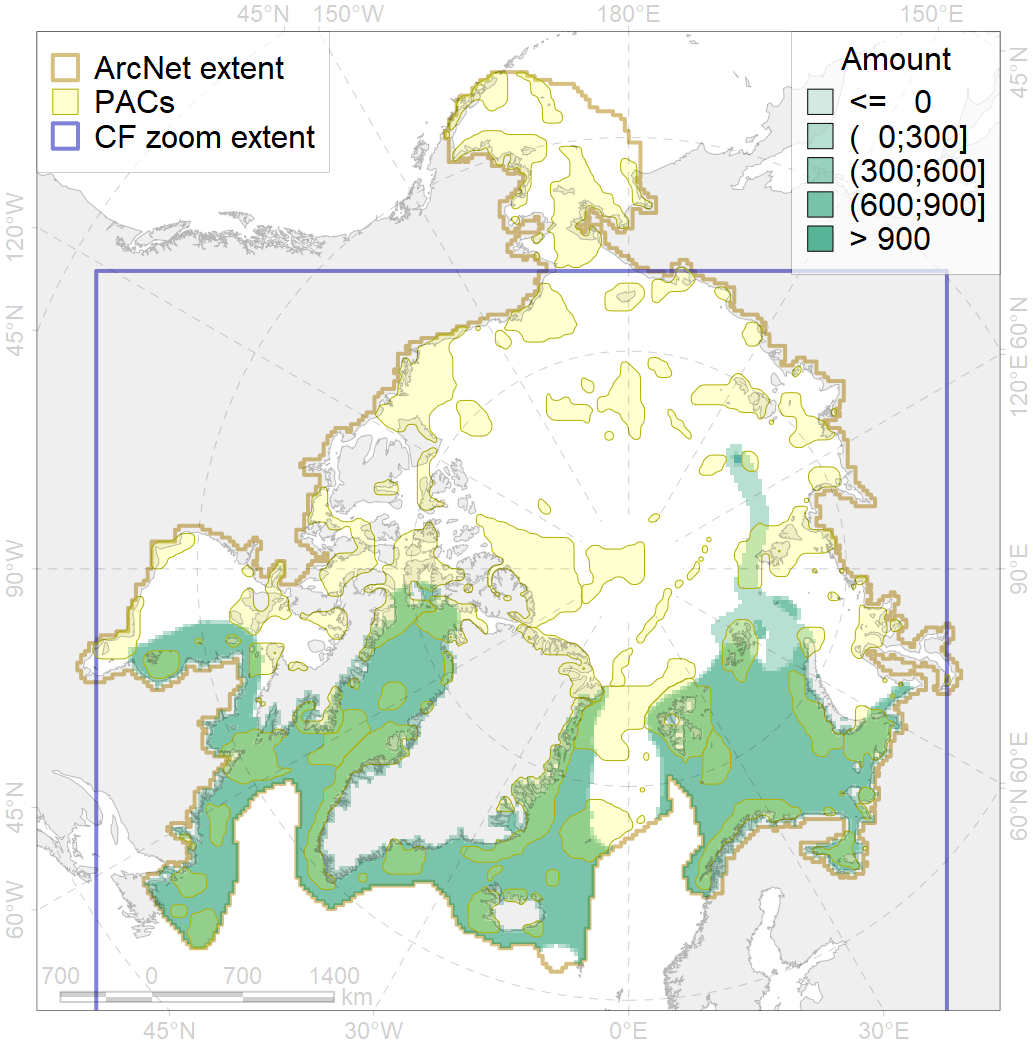 45°N 150°W 180°E 150°E
ArcNet extent
PACs
CF zoom extent
Amount
<= 0
( 0;300]
(300;600]
(600;900]
> 900
45°N
120°W
45°N
60°N
120°E
90°W
90°E
45°N
60°E
60°N
60°W
700 0 700 1400
km
45°N 30°W 0°E 30°E